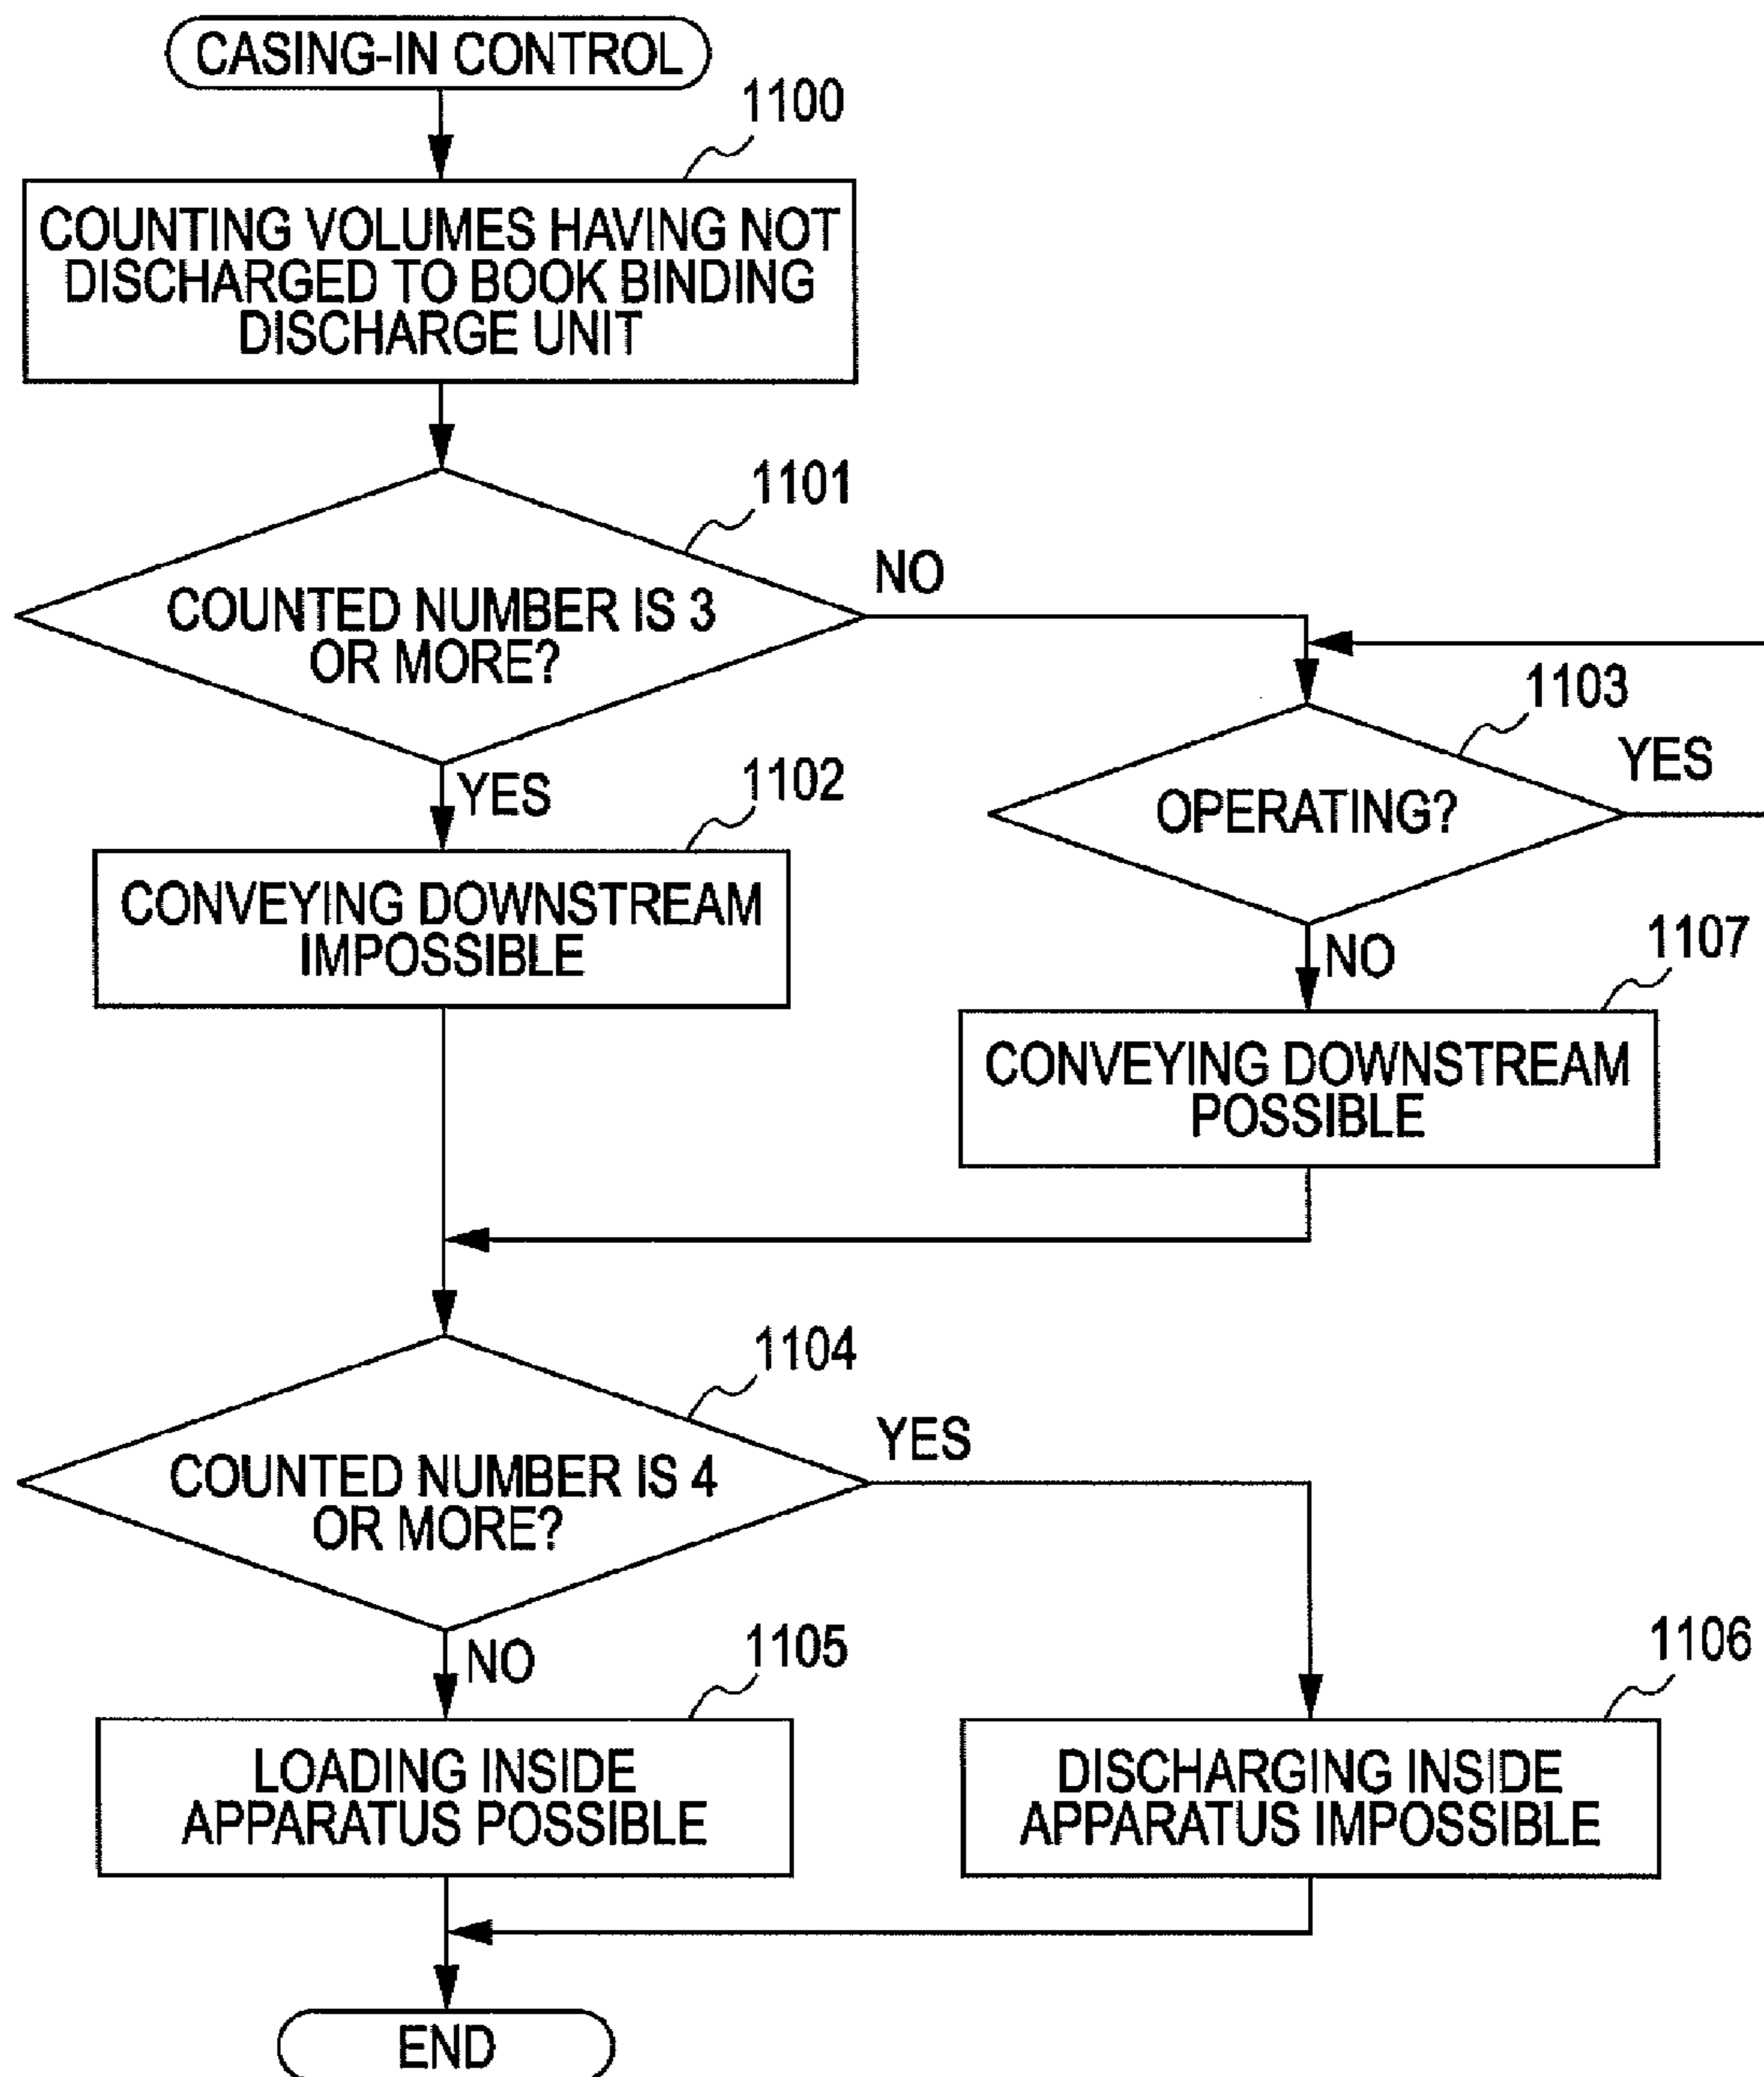 CASING-IN CONTROL
1100
COUNTING VOLUMES HAVING NOT
DISCHARGED TO BOOK BINDING
DISCHARGE UNIT
1101
COUNTED NUMBER IS 3
OR MORE?
NO
YES
1103
OPERATING?
YES
NO
1102
CONVEYING DOWNSTREAM
IMPOSSIBLE
1107
CONVEYING DOWNSTREAM
POSSIBLE
1104
COUNTED NUMBER IS 4
OR MORE?
YES
NO
1105
LOADING INSIDE
APPARATUS POSSIBLE
1106
DISCHARGING INSIDE
APPARATUS IMPOSSIBLE
END